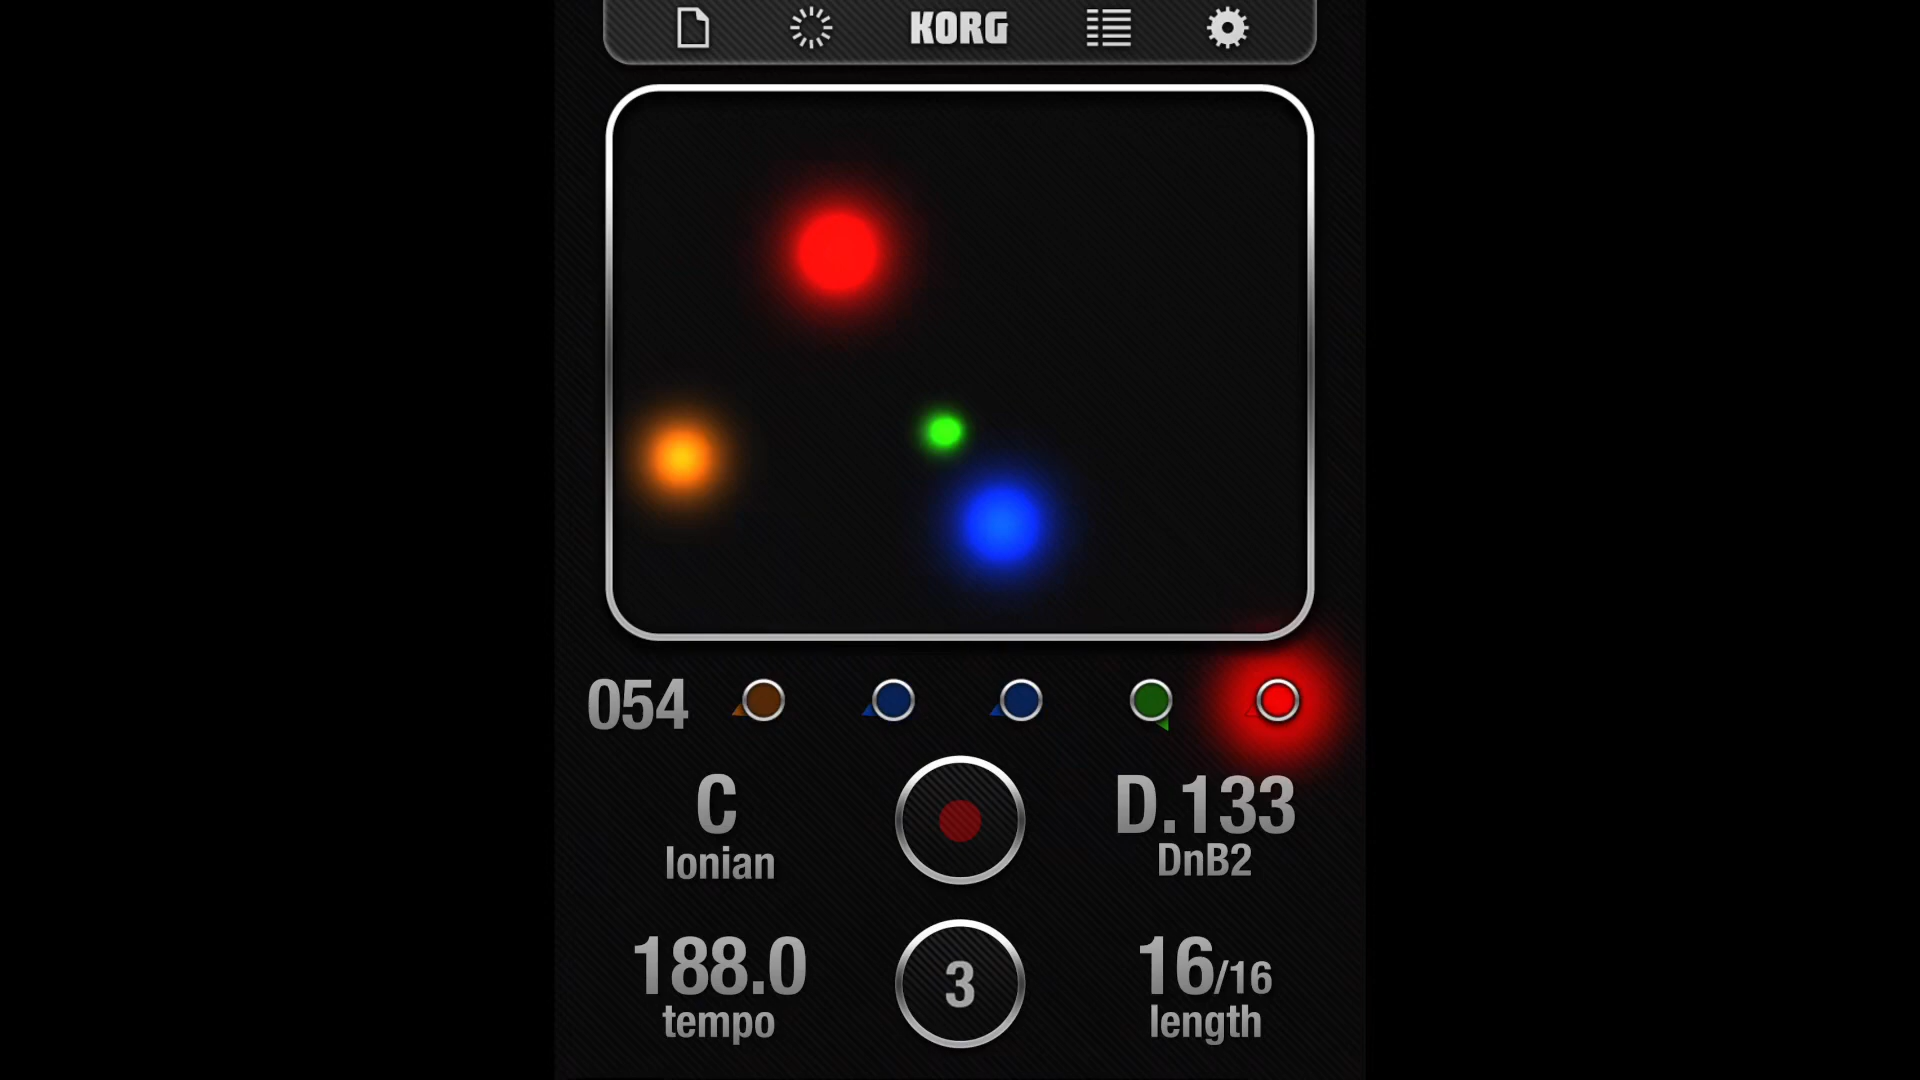 KORG
054
C
Ionian
D.133
DnB2
188.0
tempo
3
16/16
length